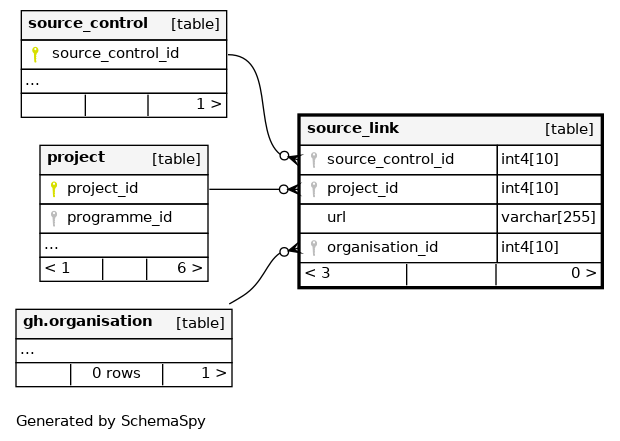 source_control [table]
source_control_id
...
1 >
source_link [table]
source_control_id int4[10]
project_id int4[10]
url varchar[255]
organisation_id int4[10]
< 3 0 >
project [table]
project_id
programme_id
...
< 1 6 >
gh.organisation [table]
...
0 rows 1 >
Generated by SchemaSpy